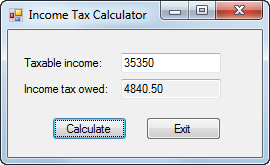 Income Tax Calculator
Taxable income: 35350
Income tax owed: 4840.50
Calculate Exit